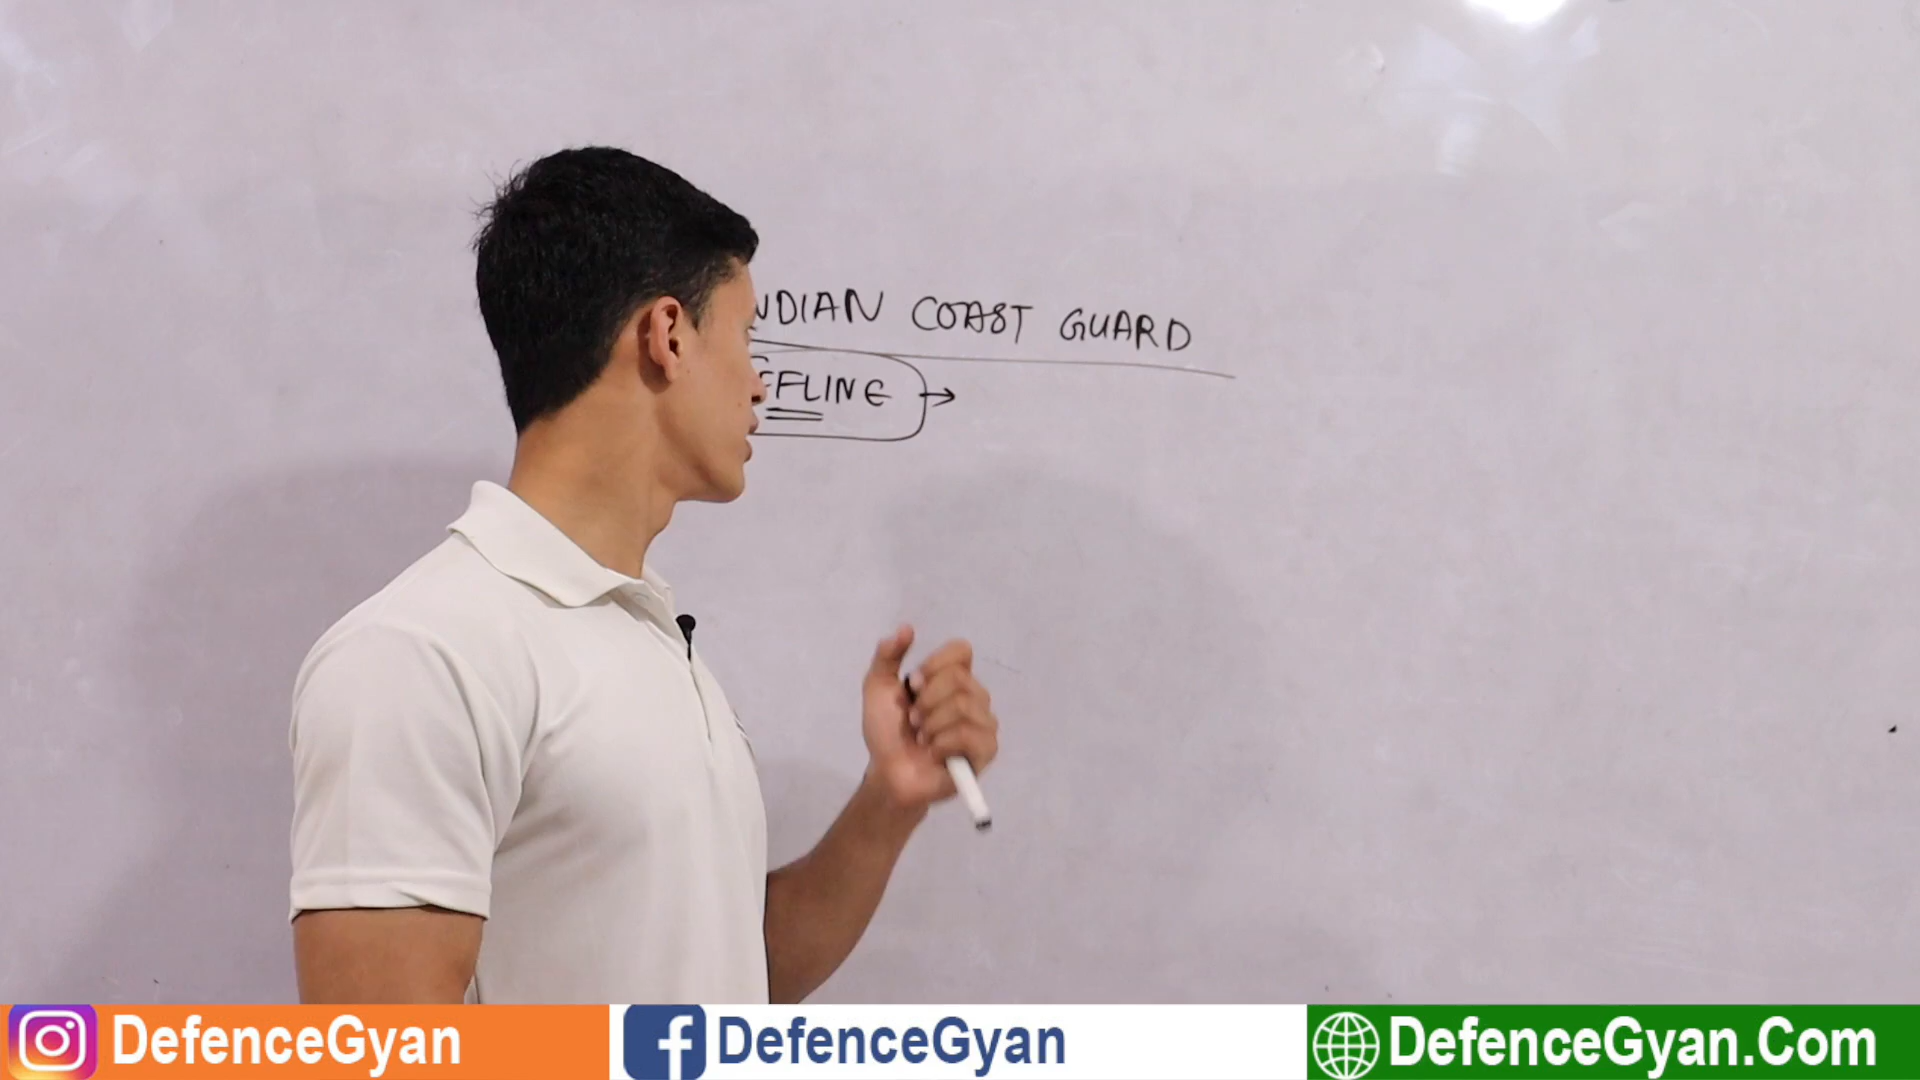 NDIAN COAST GUARD
FFLINE →
DefenceGyan
DefenceGyan
DefenceGyan.Com